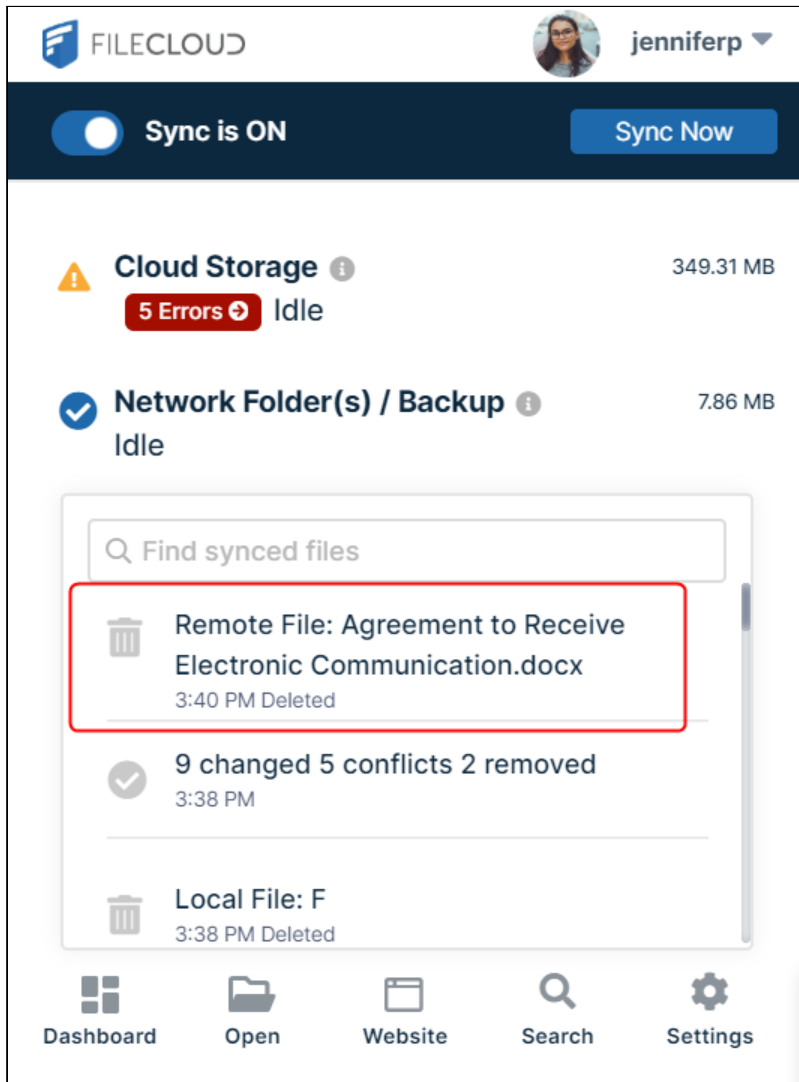 FILECLOUD
jenniferp
Sync is ON
Sync Now
Cloud Storage
349.31 MB
5 Errors
Idle
Network Folder(s) / Backup
7.86 MB
Idle
Find synced files
Remote File: Agreement to Receive
Electronic Communication.docx
3:40 PM Deleted
9 changed 5 conflicts 2 removed
3:38 PM
Local File: F
3:38 PM Deleted
Dashboard
Open
Website
Search
Settings